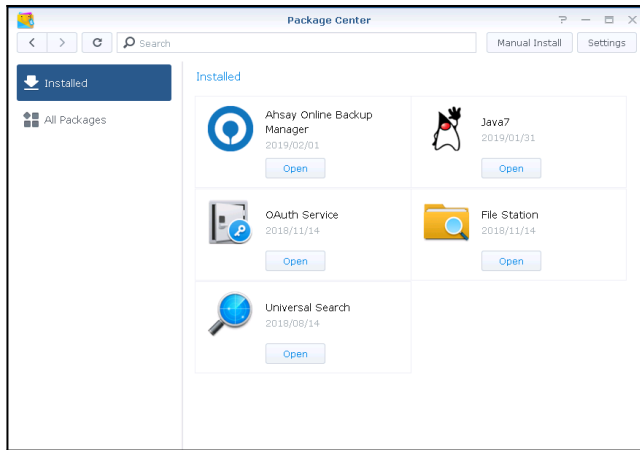 Package Center
Search
Manual Install
Settings
Installed
All Packages
Installed
Ahsay Online Backup
Manager
2019/02/01
Open
Java7
2019/01/31
Open
OAuth Service
2018/11/14
Open
File Station
2018/11/14
Open
Universal Search
2018/08/14
Open